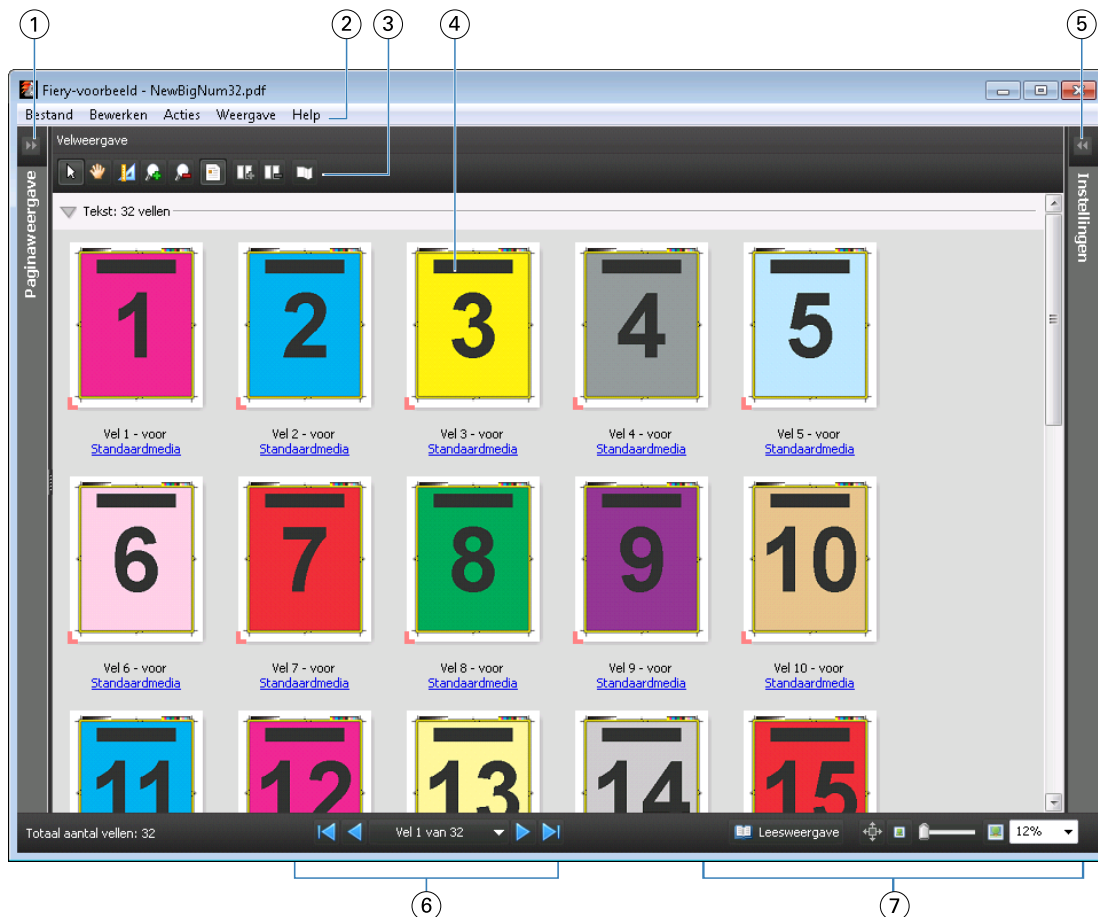 1 2 3 4 5
Fiery-voorbeeld - NewBigNum32.pdf
Bestand Bewerken Acties Weergave Help
Velweergave
Paginaweergave
Instellingen
Tekst: 32 vellen
1 2 3 4 5
Vel 1 - voor Vel 2 - voor Vel 3 - voor Vel 4 - voor Vel 5 - voor
Standaardmedia Standaardmedia Standaardmedia Standaardmedia Standaardmedia
6 7 8 9 10
Vel 6 - voor Vel 7 - voor Vel 8 - voor Vel 9 - voor Vel 10 - voor
Standaardmedia Standaardmedia Standaardmedia Standaardmedia Standaardmedia
11 12 13 14 15
Totaal aantal vellen: 32 Vel 1 van 32 Leesweergave 12%
6 7